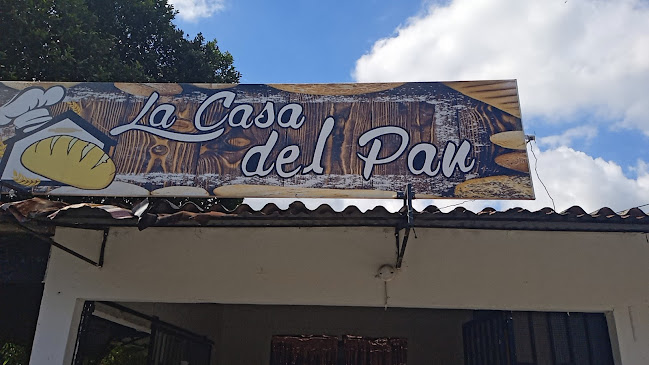 La Casa
del Pan